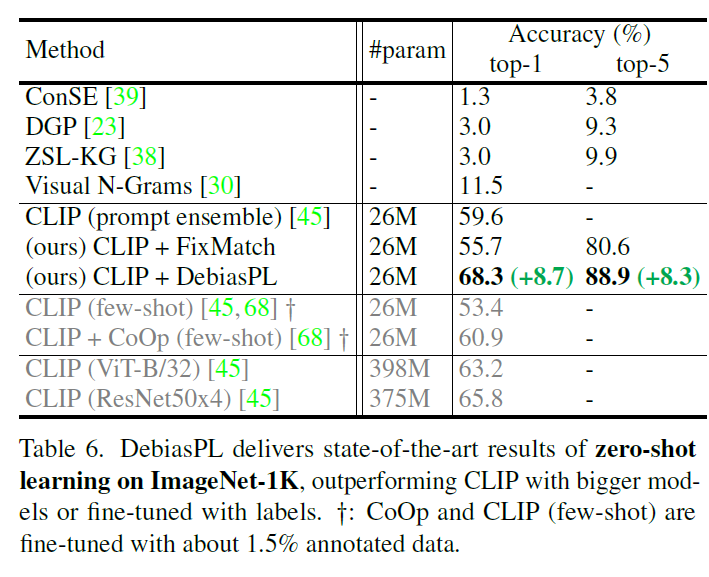 Method #param Accuracy (%)
top-1 top-5
ConSE [39] - 1.3 3.8
DGP [23] - 3.0 9.3
ZSL-KG [38] - 3.0 9.9
Visual N-Grams [30] - 11.5 -
CLIP (prompt ensemble) [45] 26M 59.6 -
(ours) CLIP + FixMatch 26M 55.7 80.6
(ours) CLIP + DebiasPL 26M 68.3 (+8.7) 88.9 (+8.3)
CLIP (few-shot) [45,68] † 26M 53.4 -
CLIP + CoOp (few-shot) [68] † 26M 60.9 -
CLIP (ViT-B/32) [45] 398M 63.2 -
CLIP (ResNet50x4) [45] 375M 65.8 -
Table 6. DebiasPL delivers state-of-the-art results of zero-shot
learning on ImageNet-1K, outperforming CLIP with bigger mod-
els or fine-tuned with labels. †: CoOp and CLIP (few-shot) are
fine-tuned with about 1.5% annotated data.